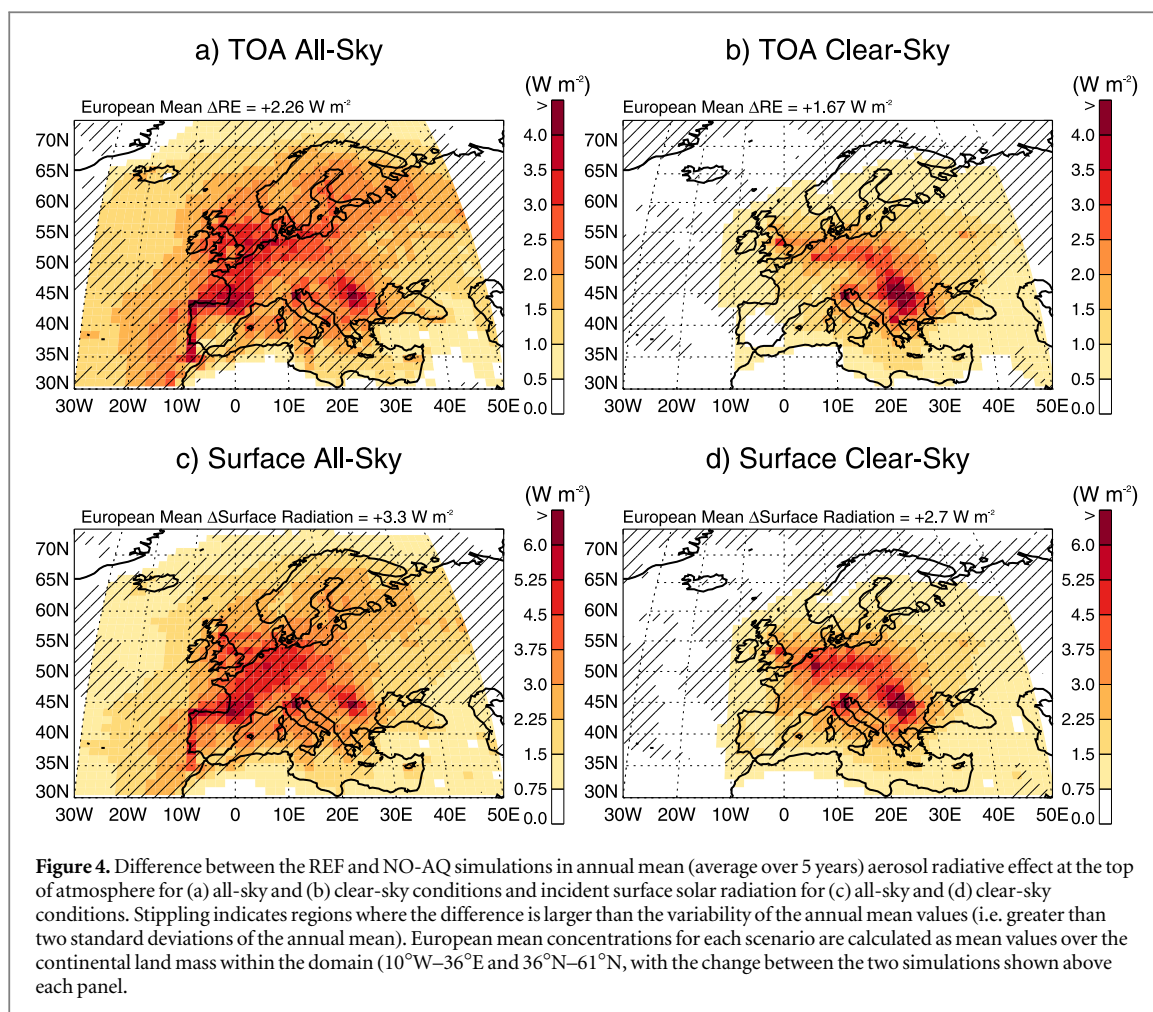 a) TOA All-Sky
European Mean ΔRE = +2.26 W m-2
(W m-2)
>
4.0
3.5
3.0
2.5
2.0
1.5
1.0
0.5
0.0
70N
65N
60N
55N
50N
45N
40N
35N
30N
30W 20W 10W 0 10E 20E 30E 40E 50E
b) TOA Clear-Sky
European Mean ΔRE = +1.67 W m-2
(W m-2)
>
4.0
3.5
3.0
2.5
2.0
1.5
1.0
0.5
0.0
70N
65N
60N
55N
50N
45N
40N
35N
30N
30W 20W 10W 0 10E 20E 30E 40E 50E
c) Surface All-Sky
European Mean ΔSurface Radiation = +3.3 W m-2
(W m-2)
>
6.0
5.25
4.5
3.75
3.0
2.25
1.5
0.75
0.0
70N
65N
60N
55N
50N
45N
40N
35N
30N
30W 20W 10W 0 10E 20E 30E 40E 50E
d) Surface Clear-Sky
European Mean ΔSurface Radiation = +2.7 W m-2
(W m-2)
>
6.0
5.25
4.5
3.75
3.0
2.25
1.5
0.75
0.0
70N
65N
60N
55N
50N
45N
40N
35N
30N
30W 20W 10W 0 10E 20E 30E 40E 50E
Figure 4. Difference between the REF and NO-AQ simulations in annual mean (average over 5 years) aerosol radiative effect at the top
of atmosphere for (a) all-sky and (b) clear-sky conditions and incident surface solar radiation for (c) all-sky and (d) clear-sky
conditions. Stippling indicates regions where the difference is larger than the variability of the annual mean values (i.e. greater than
two standard deviations of the annual mean). European mean concentrations for each scenario are calculated as mean values over the
continental land mass within the domain (10°W–36°E and 36°N–61°N, with the change between the two simulations shown above
each panel.